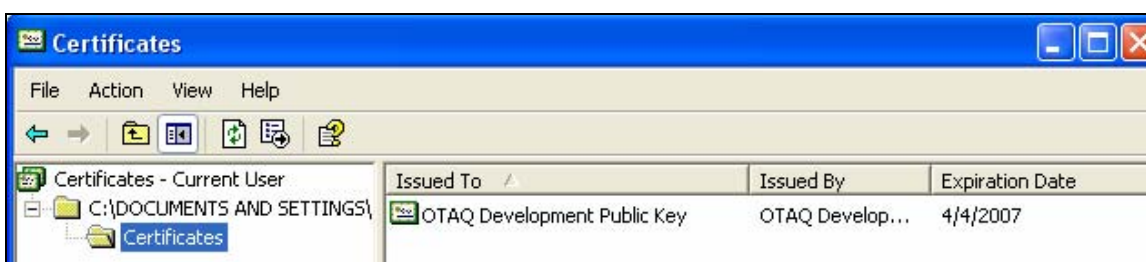 Certificates
File Action View Help
Certificates - Current User
C:\DOCUMENTS AND SETTINGS\
Certificates
Issued To Issued By Expiration Date
OTAQ Development Public Key OTAQ Develop... 4/4/2007